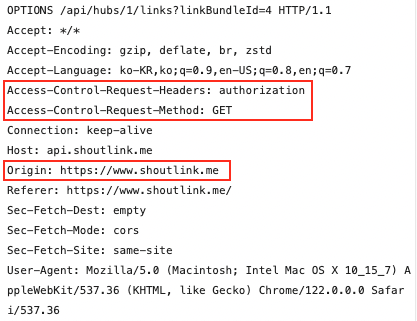 OPTIONS /api/hubs/1/links?linkBundleId=4 HTTP/1.1
Accept: */*
Accept-Encoding: gzip, deflate, br, zstd
Accept-Language: ko-KR,ko;q=0.9,en-US;q=0.8,en;q=0.7
Access-Control-Request-Headers: authorization
Access-Control-Request-Method: GET
Connection: keep-alive
Host: api.shoutlink.me
Origin: https://www.shoutlink.me
Referer: https://www.shoutlink.me/
Sec-Fetch-Dest: empty
Sec-Fetch-Mode: cors
Sec-Fetch-Site: same-site
User-Agent: Mozilla/5.0 (Macintosh; Intel Mac OS X 10_15_7) A
ppleWebKit/537.36 (KHTML, like Gecko) Chrome/122.0.0.0 Safar
i/537.36